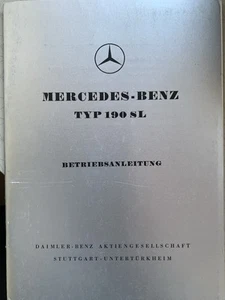 MERCEDES-BENZ
TYP 190 SL
BETRIEBSANLEITUNG
DAIMLER-BENZ AKTIENGESELLSCHAFT
STUTTGART-UNTERTÜRKHEIM